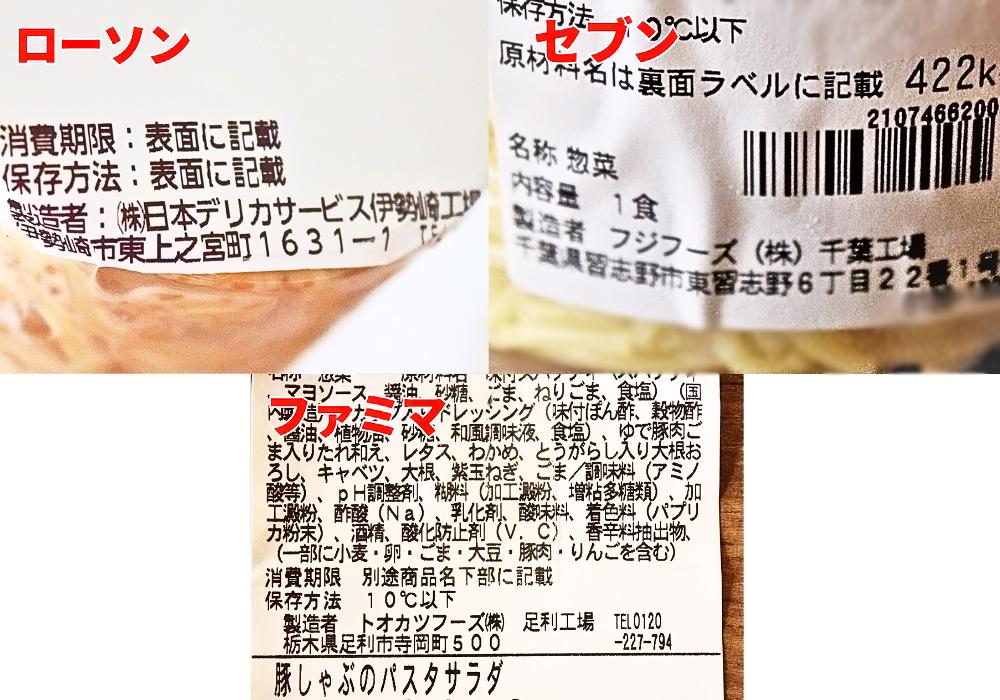 ローソン
消費期限：表面に記載
保存方法：表面に記載
製造者：㈱日本デリカサービス伊勢崎工場
伊勢崎市東上之宮町１６３１－１
セブン
保存方法 0℃以下
原材料名は裏面ラベルに記載 422k
2107466200
名称 惣菜
内容量 １食
製造者 フジフーズ（株）千葉工場
千葉県習志野市東習志野６丁目２２番１号
ファミマ
名称 惣菜 原材料名
、マヨソース、醤油、砂糖、ごま、ねりごま、食塩）（国
ドレッシング（味付ぽん酢、穀物酢
、醤油、植物油、砂糖、和風調味液、食塩）、ゆで豚肉ご
ま入りたれ和え、レタス、わかめ、とうがらし入り大根お
ろし、キャベツ、大根、紫玉ねぎ、ごま／調味料（アミノ
酸等）、ｐＨ調整剤、糊料（加工澱粉、増粘多糖類）、加
工澱粉、酢酸（Ｎａ）、乳化剤、酸味料、着色料（パプリ
カ粉末）、酒精、酸化防止剤（Ｖ．Ｃ）、香辛料抽出物、
（一部に小麦・卵・ごま・大豆・豚肉・りんごを含む）
消費期限 別途商品名下部に記載
保存方法 １０℃以下
製造者 トオカツフーズ㈱ 足利工場 TEL0120
栃木県足利市寺岡町５００ -227-794
豚しゃぶのパスタサラダ